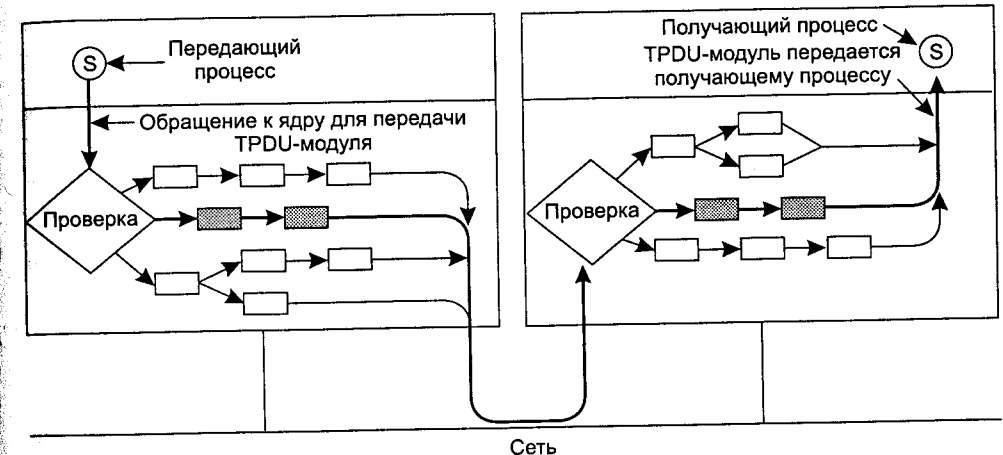 S
Передающий
процесс
Обращение к ядру для передачи
TPDU-модуля
Проверка
Получающий процесс
TPDU-модуль передается
получающему процессу
S
Проверка
Сеть